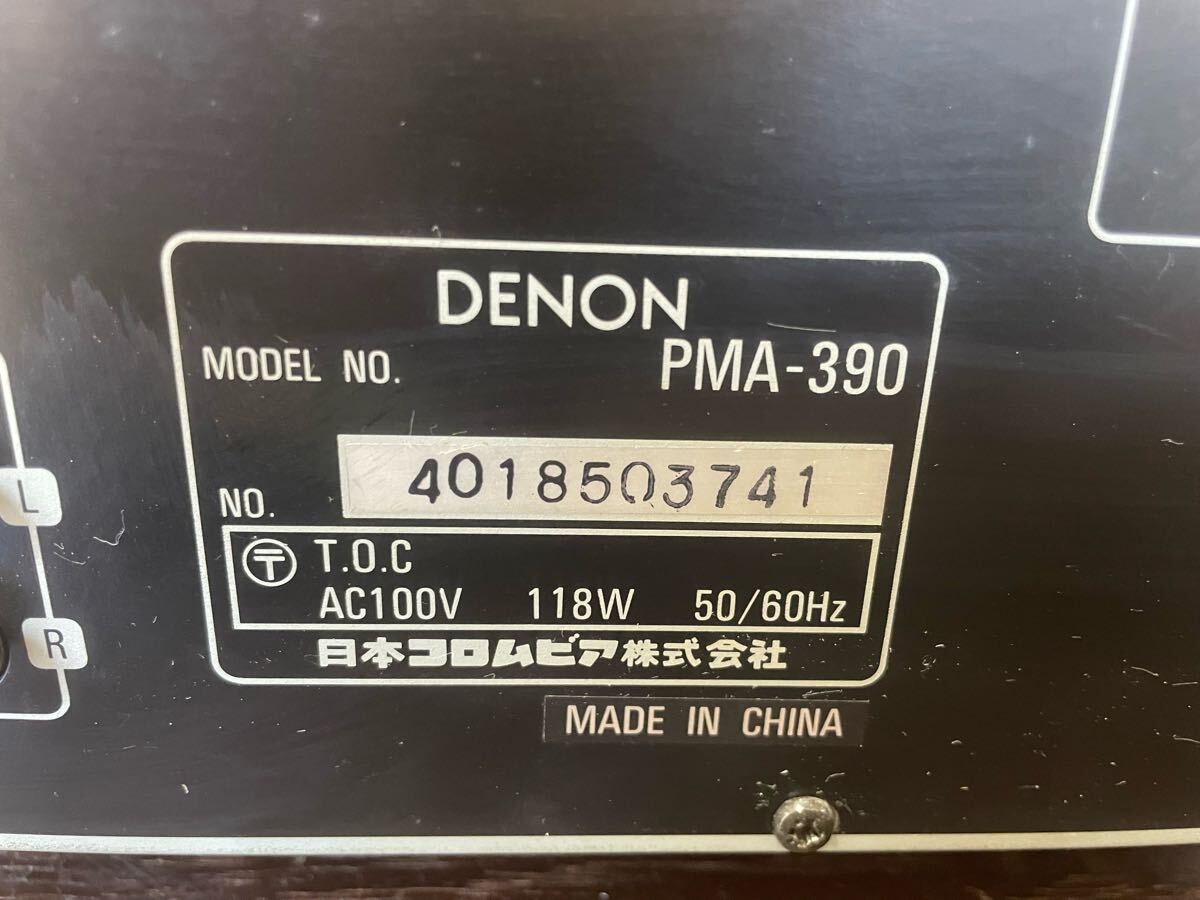 DENON
MODEL NO. PMA-390
NO. 4018503741
〒 T.O.C
AC100V 118W 50/60Hz
日本コロムビア株式会社
MADE IN CHINA
L
R